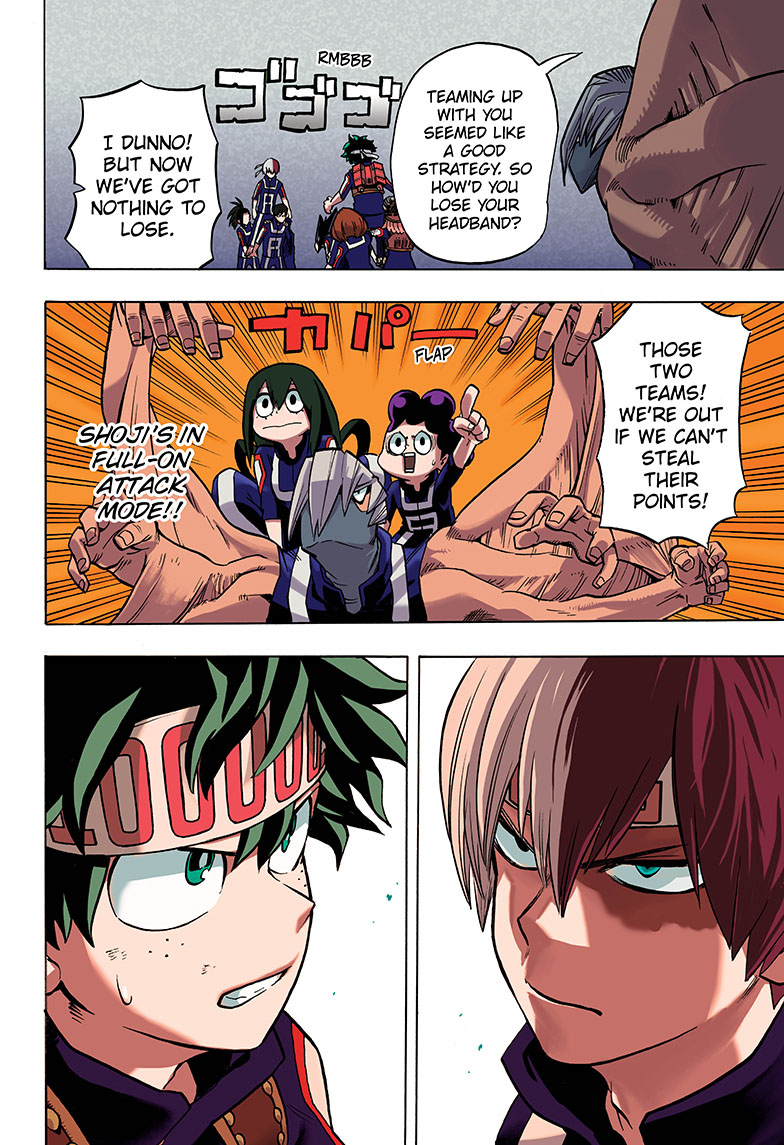 TEAMING UP
WITH YOU
SEEMED LIKE
A GOOD
STRATEGY. SO
HOW'D YOU
LOSE YOUR
HEADBAND?
RMBBB
ゴゴゴ
I DUNNO!
BUT NOW
WE'VE GOT
NOTHING TO
LOSE.
THOSE
TWO
TEAMS!
WE'RE OUT
IF WE CAN'T
STEAL
THEIR
POINTS!
カパー
FLAP
SHOJI'S IN
FULL-ON
ATTACK
MODE!!